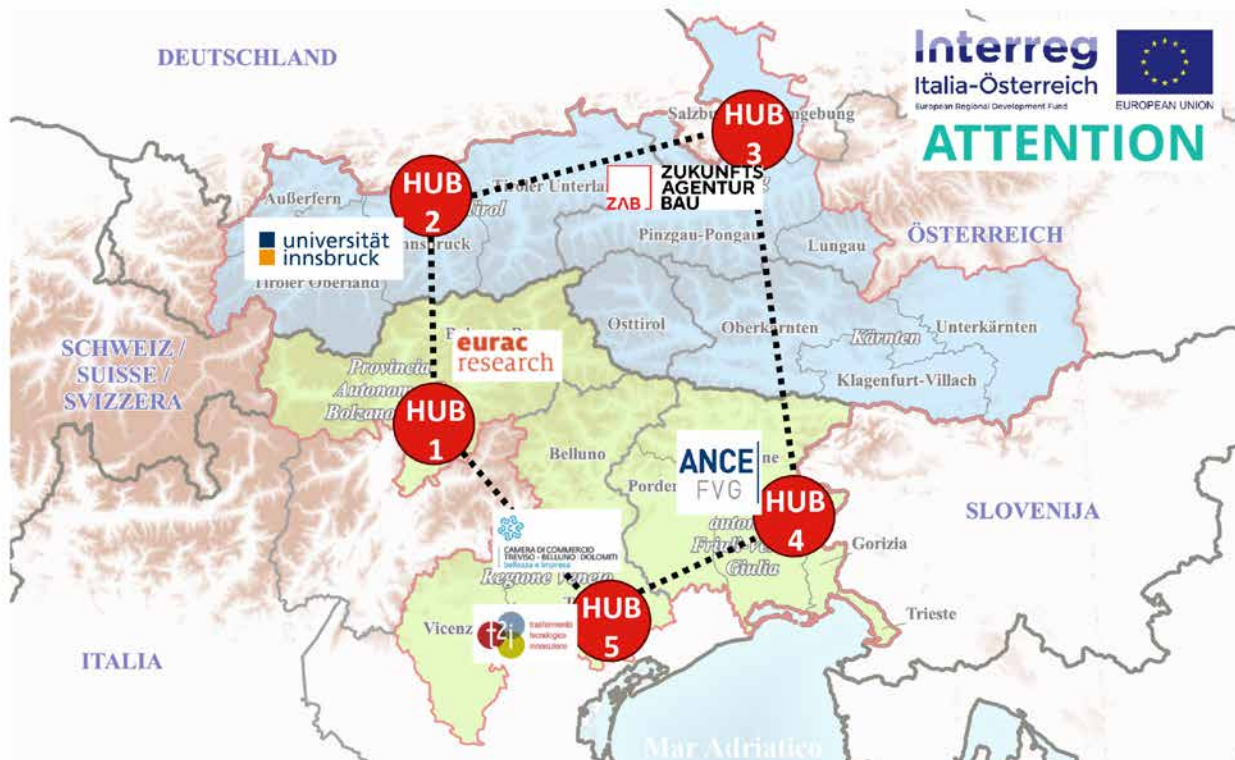 DEUTSCHLAND
Interreg
Italia-Österreich
European Regional Development Fund
EUROPEAN UNION
ATTENTION
HUB
3
HUB
2
Außerfern
ZAB
ZUKUNFTS
AGENTUR
BAU
universität
innsbruck
Pinzgau-Pongau
Lungau
ÖSTERREICH
Tiroler Oberland
Osttirol
Oberkärnten
Kärnten
Unterkärnten
Klagenfurt-Villach
eurac
research
SCHWEIZ /
SUISSE /
SVIZZERA
Provincia
HUB
1
Belluno
ANCE
FVG
HUB
4
SLOVENIJA
Gorizia
Giulia
CAMERA DI COMMERCIO
TREVISO - BELLUNO | DOLOMITI
bellezza e impresa
Regione Veneto
HUB
5
t2i
trasferimento
tecnologico
innovazione
Trieste
ITALIA
Mar Adriatico